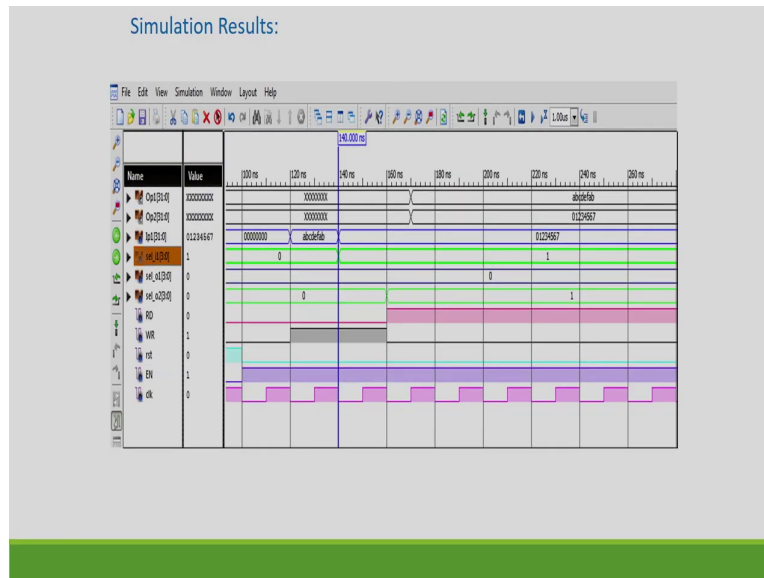 Simulation Results:
File Edit View Simulation Window Layout Help
1.00us
140.000 ns
Name Value 100 ns 120 ns 140 ns 160 ns 180 ns 200 ns 220 ns 240 ns 260 ns
Op1[31:0] XXXXXXXX XXXXXXXX abcdefab
Op2[31:0] XXXXXXXX XXXXXXXX 01234567
Ip1[31:0] 01234567 00000000 abcdefab 01234567
sel_i1[3:0] 1 0 1
sel_o1[3:0] 0 0
sel_o2[3:0] 0 0 1
RD 0
WR 1
rst 0
EN 1
clk 0